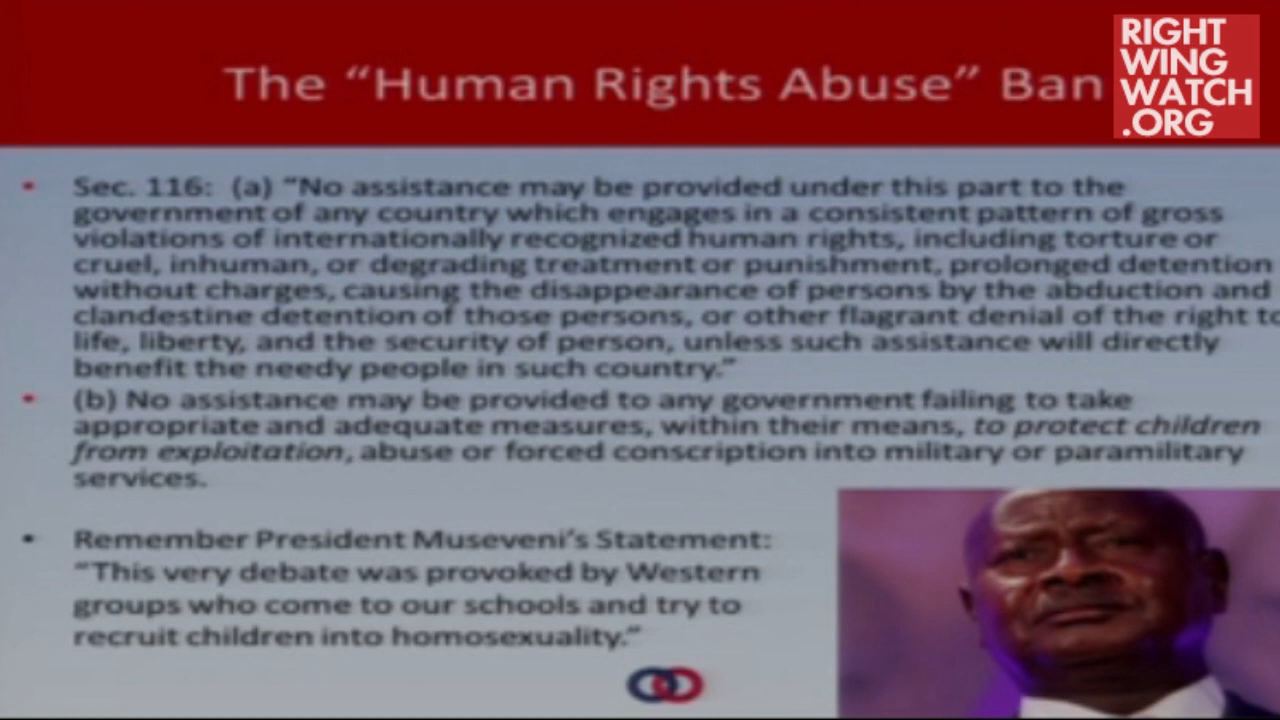 The “Human Rights Abuse” Ban
RIGHT
WING
WATCH
.ORG
• Sec. 116: (a) “No assistance may be provided under this part to the
government of any country which engages in a consistent pattern of gross
violations of internationally recognized human rights, including torture or
cruel, inhuman, or degrading treatment or punishment, prolonged detention
without charges, causing the disappearance of persons by the abduction and
clandestine detention of those persons, or other flagrant denial of the right to
life, liberty, and the security of person, unless such assistance will directly
benefit the needy people in such country.”
• (b) No assistance may be provided to any government failing to take
appropriate and adequate measures, within their means, to protect children
from exploitation, abuse or forced conscription into military or paramilitary
services.
• Remember President Museveni’s Statement:
“This very debate was provoked by Western
groups who come to our schools and try to
recruit children into homosexuality.”